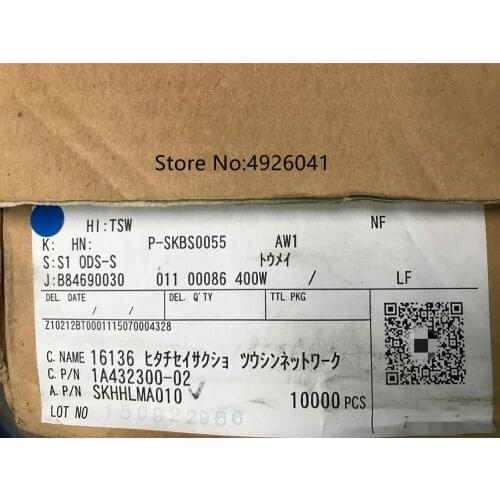 Store No:4926041
HI:TSW NF
K: HN: P-SKBS0055 AW1
S:S1 ODS-S トウメイ
J:B84690030 011 00086 400W / LF
DEL. DATE / / DEL. Q'TY TTL PKG
Z10212BT0001115070004328
C. NAME 16136 ヒタチセイサクショ ツウシンネットワーク
C. P/N 1A432300-02
A. P/N SKHHLMA010 10000 PCS
LOT NO 150922966